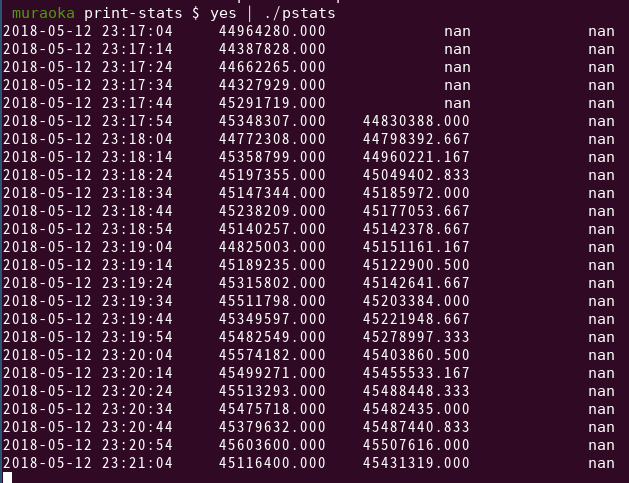 muraoka print-stats $ yes | ./pstats
2018-05-12 23:17:04 44964280.000 nan nan
2018-05-12 23:17:14 44387828.000 nan nan
2018-05-12 23:17:24 44662265.000 nan nan
2018-05-12 23:17:34 44327929.000 nan nan
2018-05-12 23:17:44 45291719.000 nan nan
2018-05-12 23:17:54 45348307.000 44830388.000 nan
2018-05-12 23:18:04 44772308.000 44798392.667 nan
2018-05-12 23:18:14 45358799.000 44960221.167 nan
2018-05-12 23:18:24 45197355.000 45049402.833 nan
2018-05-12 23:18:34 45147344.000 45185972.000 nan
2018-05-12 23:18:44 45238209.000 45177053.667 nan
2018-05-12 23:18:54 45140257.000 45142378.667 nan
2018-05-12 23:19:04 44825003.000 45151161.167 nan
2018-05-12 23:19:14 45189235.000 45122900.500 nan
2018-05-12 23:19:24 45315802.000 45142641.667 nan
2018-05-12 23:19:34 45511798.000 45203384.000 nan
2018-05-12 23:19:44 45349597.000 45221948.667 nan
2018-05-12 23:19:54 45482549.000 45278997.333 nan
2018-05-12 23:20:04 45574182.000 45403860.500 nan
2018-05-12 23:20:14 45499271.000 45455533.167 nan
2018-05-12 23:20:24 45513293.000 45488448.333 nan
2018-05-12 23:20:34 45475718.000 45482435.000 nan
2018-05-12 23:20:44 45379632.000 45487440.833 nan
2018-05-12 23:20:54 45603600.000 45507616.000 nan
2018-05-12 23:21:04 45116400.000 45431319.000 nan